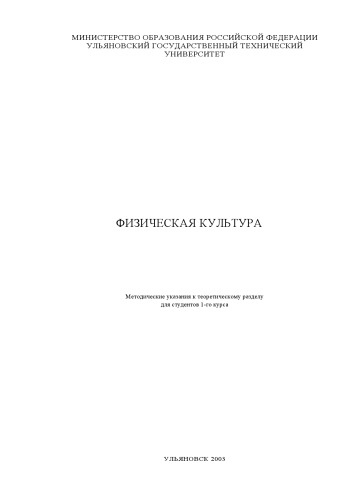 МИНИСТЕРСТВО ОБРАЗОВАНИЯ РОССИЙСКОЙ ФЕДЕРАЦИИ
УЛЬЯНОВСКИЙ ГОСУДАРСТВЕННЫЙ ТЕХНИЧЕСКИЙ
УНИВЕРСИТЕТ
ФИЗИЧЕСКАЯ КУЛЬТУРА
Методические указания к теоретическому разделу
для студентов 1-го курса
УЛЬЯНОВСК 2003